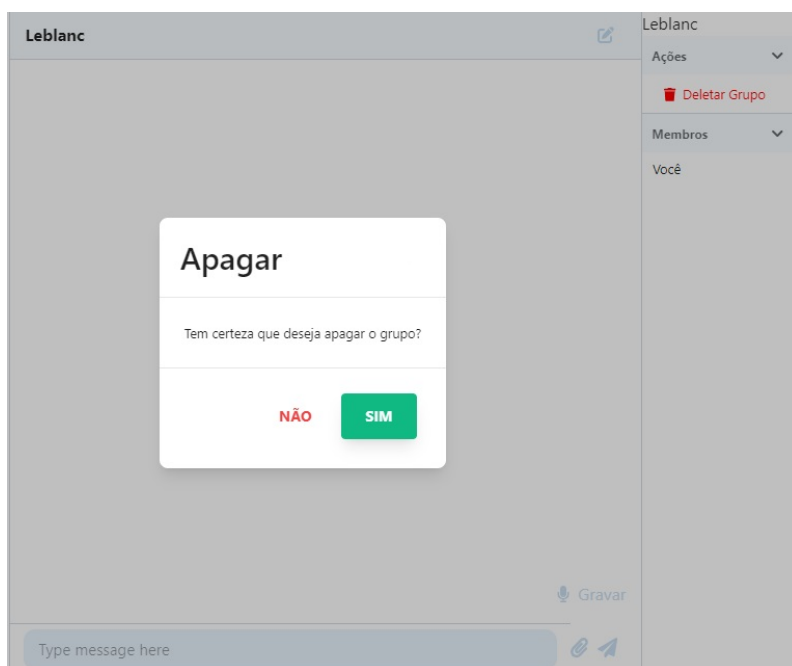 Leblanc
Leblanc
Ações
Deletar Grupo
Membros
Você
Apagar
Tem certeza que deseja apagar o grupo?
NÃO
SIM
Gravar
Type message here